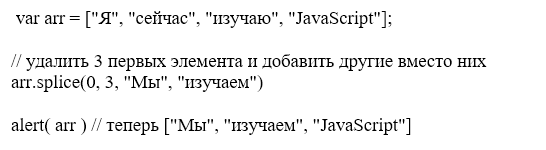 var arr = ["Я", "сейчас", "изучаю", "JavaScript"];
// удалить 3 первых элемента и добавить другие вместо них
arr.splice(0, 3, "Мы", "изучаем")
alert( arr ) // теперь ["Мы", "изучаем", "JavaScript"]